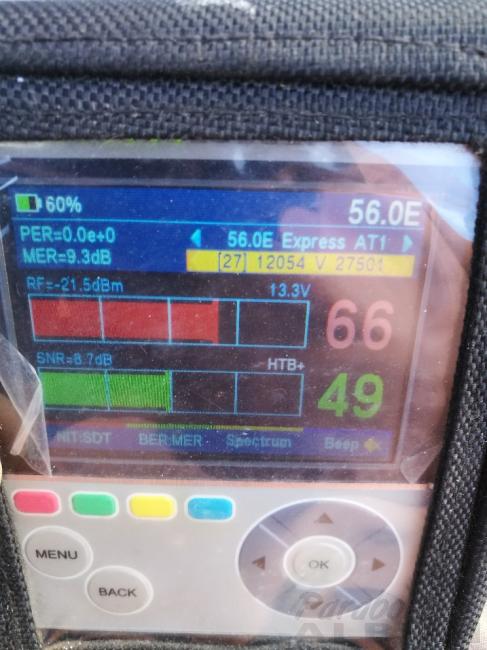 60%
56.0E
PER=0.0e+0
56.0E Express AT1
MER=9.3dB
[27] 12054 V 27501
RF=-21.5dBm
13.3V
66
SNR=8.7dB
HTB+
49
NIT:SDT BER:MER Spectrum Beep
MENU
OK
BACK